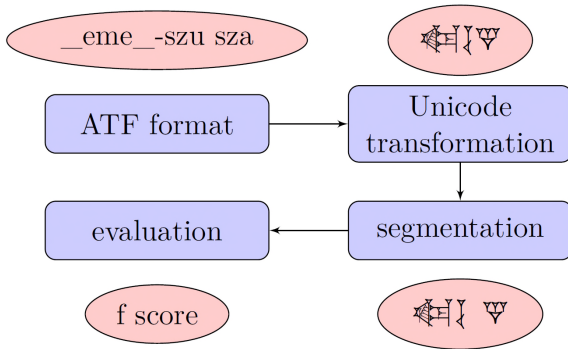 _eme_-szu sza
ATF format
Unicode
transformation
evaluation
segmentation
f score